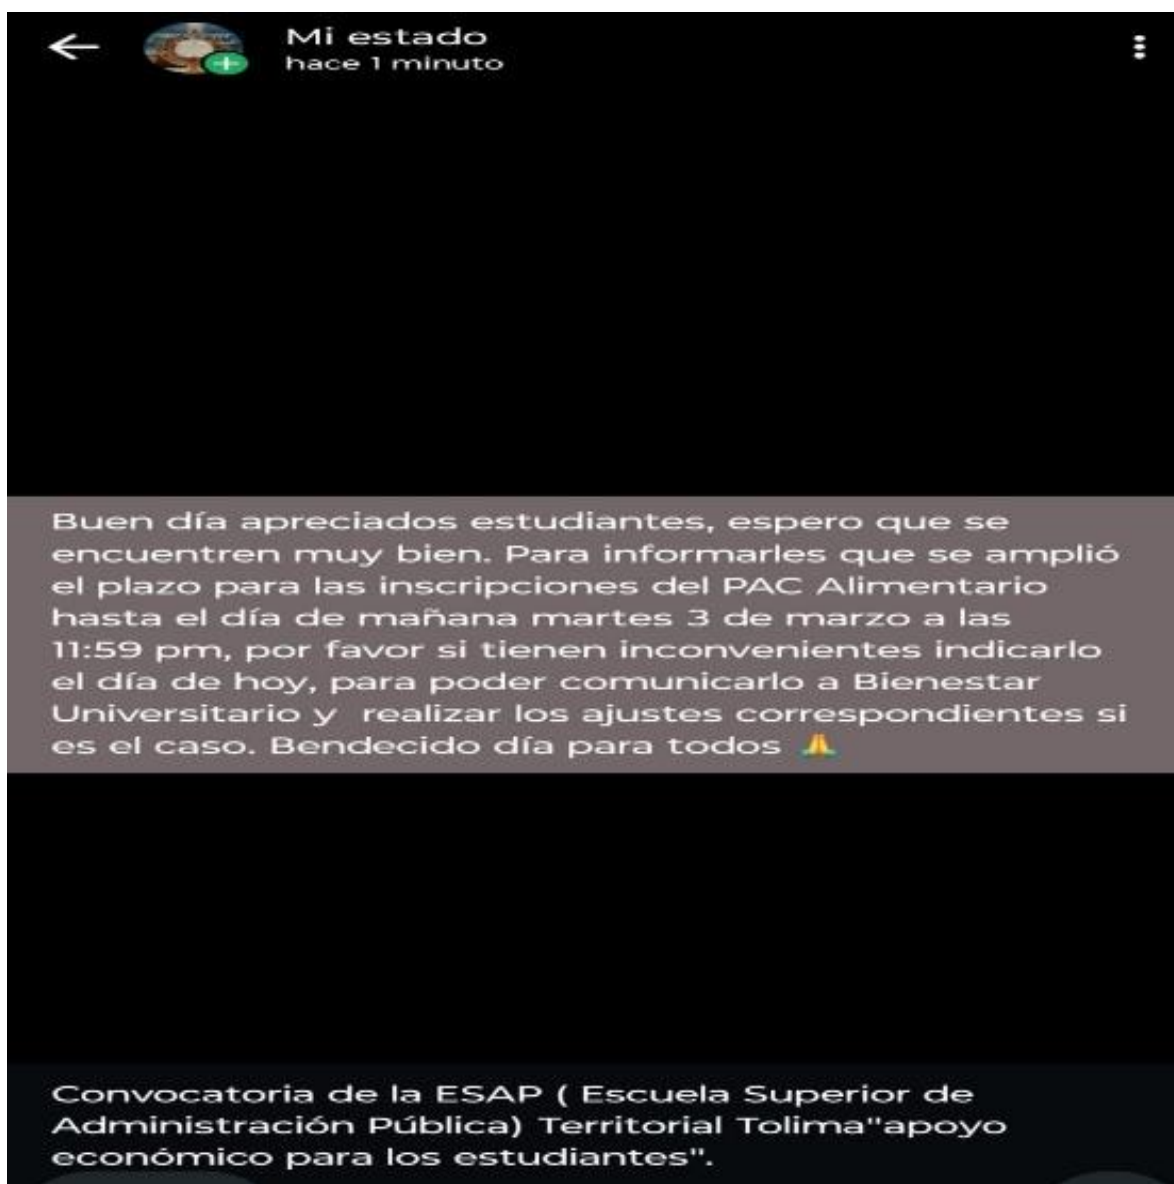 Mi estado
hace 1 minuto
Buen día apreciados estudiantes, espero que se
encuentren muy bien. Para informarles que se amplió
el plazo para las inscripciones del PAC Alimentario
hasta el día de mañana martes 3 de marzo a las
11:59 pm, por favor si tienen inconvenientes indicarlo
el día de hoy, para poder comunicarlo a Bienestar
Universitario y  realizar los ajustes correspondientes si
es el caso. Bendecido día para todos 🙏
Convocatoria de la ESAP ( Escuela Superior de
Administración Pública) Territorial Tolima"apoyo
económico para los estudiantes".